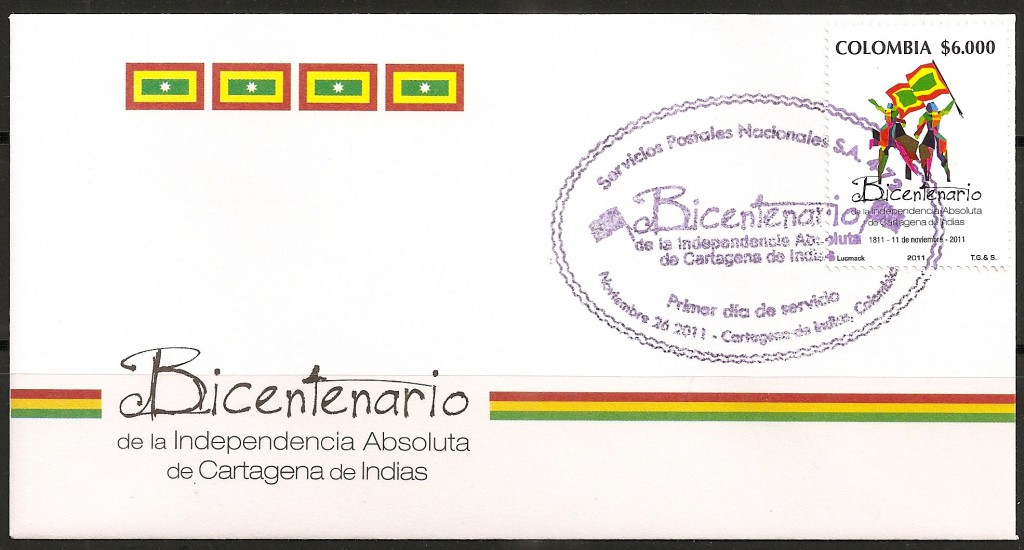 COLOMBIA $6.000
Bicentenario
de la Independencia Absoluta
de Cartagena de Indias
1811 - 11 de noviembre - 2011
Lucmack 2011 T.G.& S.
Servicios Postales Nacionales S.A. 472
Bicentenario
de la Independencia Absoluta
de Cartagena de Indias
Primer día de servicio
Noviembre 26 2011 - Cartagena de Indias, Colombia
Bicentenario
de la Independencia Absoluta
de Cartagena de Indias